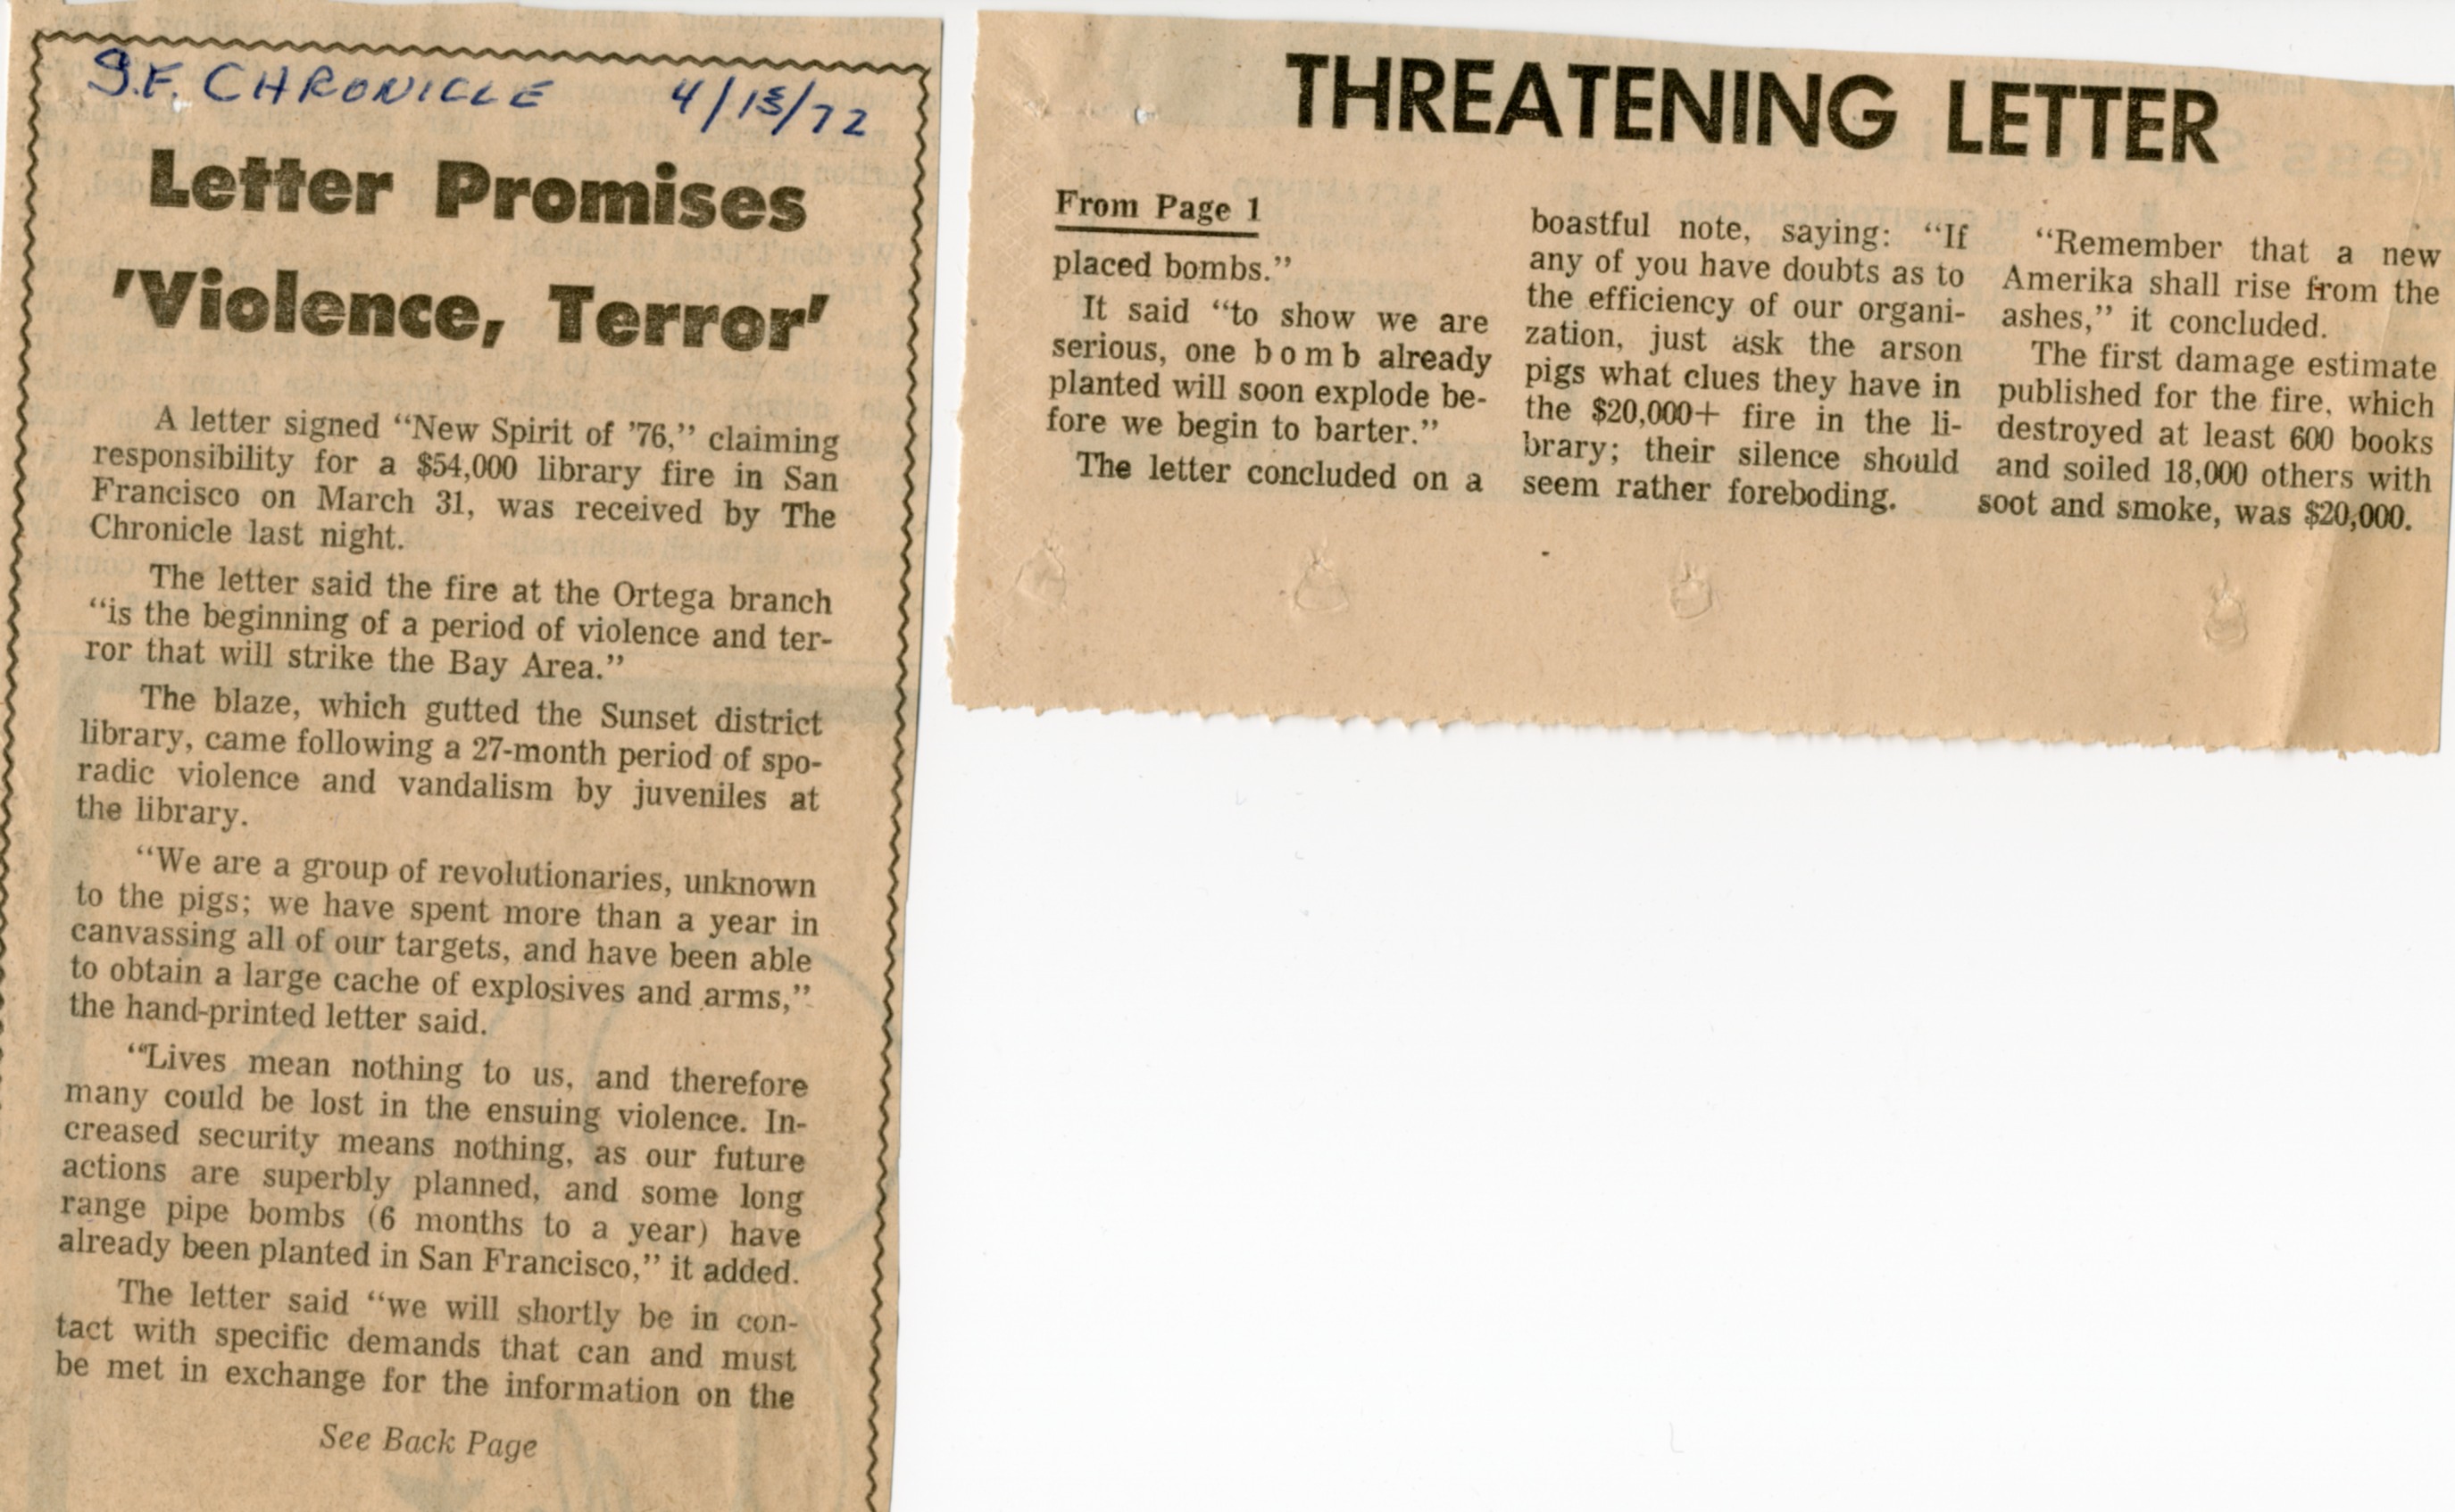 S.F. CHRONICLE 4/15/72
Letter Promises
'Violence, Terror'
A letter signed “New Spirit of ’76,” claiming
responsibility for a $54,000 library fire in San
Francisco on March 31, was received by The
Chronicle last night.
The letter said the fire at the Ortega branch
“is the beginning of a period of violence and ter-
ror that will strike the Bay Area.”
The blaze, which gutted the Sunset district
library, came following a 27-month period of spo-
radic violence and vandalism by juveniles at
the library.
“We are a group of revolutionaries, unknown
to the pigs; we have spent more than a year in
canvassing all of our targets, and have been able
to obtain a large cache of explosives and arms,”
the hand-printed letter said.
“Lives mean nothing to us, and therefore
many could be lost in the ensuing violence. In-
creased security means nothing, as our future
actions are superbly planned, and some long
range pipe bombs (6 months to a year) have
already been planted in San Francisco,” it added.
The letter said “we will shortly be in con-
tact with specific demands that can and must
be met in exchange for the information on the
See Back Page
THREATENING LETTER
From Page 1
placed bombs.”
It said “to show we are
serious, one bomb already
planted will soon explode be-
fore we begin to barter.”
The letter concluded on a
boastful note, saying: “If
any of you have doubts as to
the efficiency of our organi-
zation, just ask the arson
pigs what clues they have in
the $20,000+ fire in the li-
brary; their silence should
seem rather foreboding.
“Remember that a new
Amerika shall rise from the
ashes,” it concluded.
The first damage estimate
published for the fire, which
destroyed at least 600 books
and soiled 18,000 others with
soot and smoke, was $20,000.